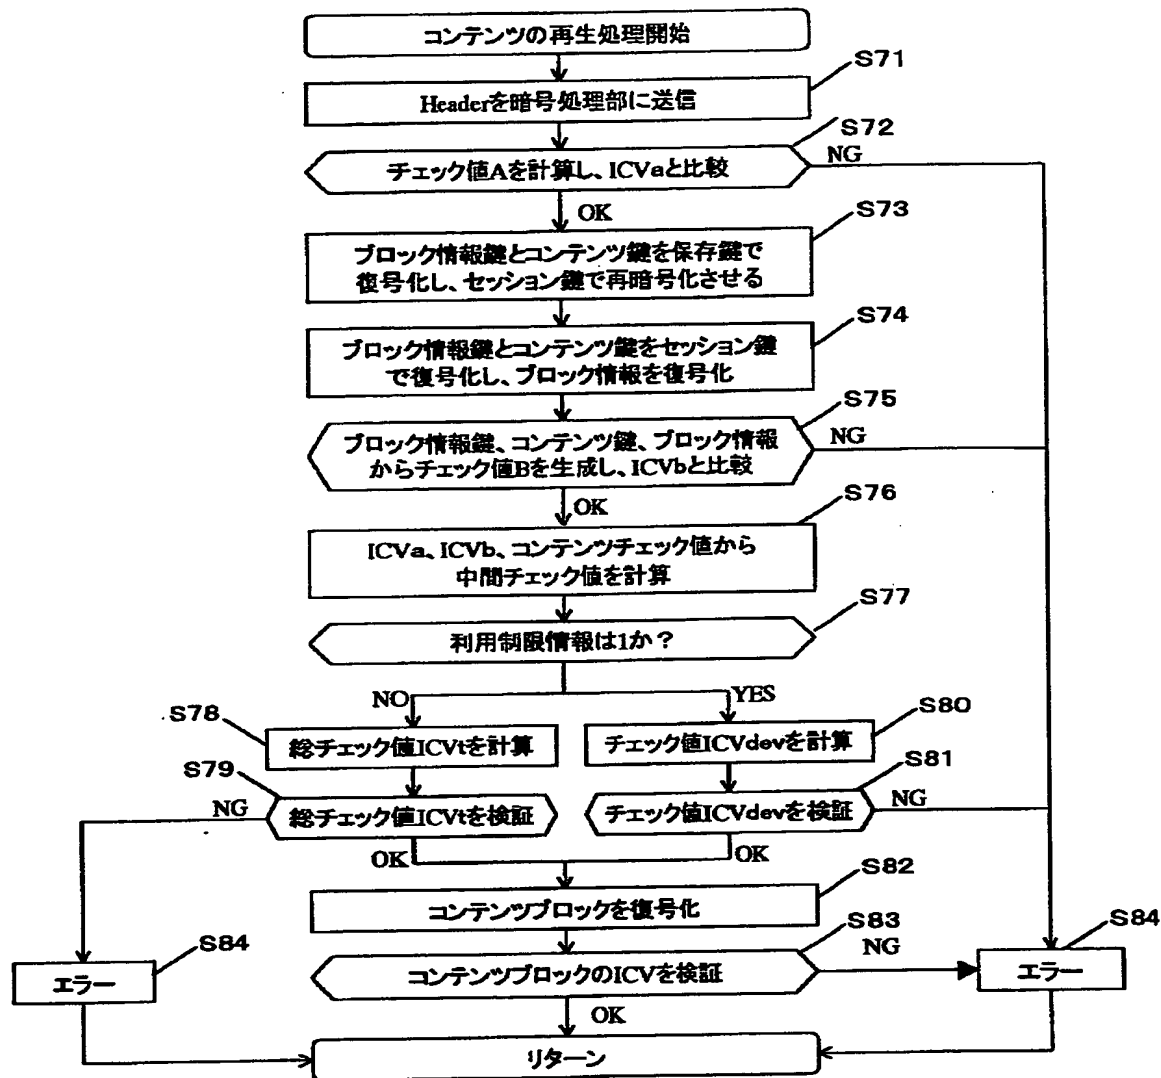 コンテンツの再生処理開始
S71
Headerを暗号処理部に送信
S72
チェック値Aを計算し、ICVaと比較
NG
OK
S73
ブロック情報鍵とコンテンツ鍵を保存鍵で
復号化し、セッション鍵で再暗号化させる
S74
ブロック情報鍵とコンテンツ鍵をセッション鍵
で復号化し、ブロック情報を復号化
S75
ブロック情報鍵、コンテンツ鍵、ブロック情報
からチェック値Bを生成し、ICVbと比較
NG
OK
S76
ICVa、ICVb、コンテンツチェック値から
中間チェック値を計算
S77
利用制限情報は1か？
NO
YES
S78
総チェック値ICVtを計算
S80
チェック値ICVdevを計算
S79
NG
総チェック値ICVtを検証
S81
チェック値ICVdevを検証
NG
OK
OK
S82
コンテンツブロックを復号化
S83
コンテンツブロックのICVを検証
NG
S84
エラー
S84
エラー
OK
リターン